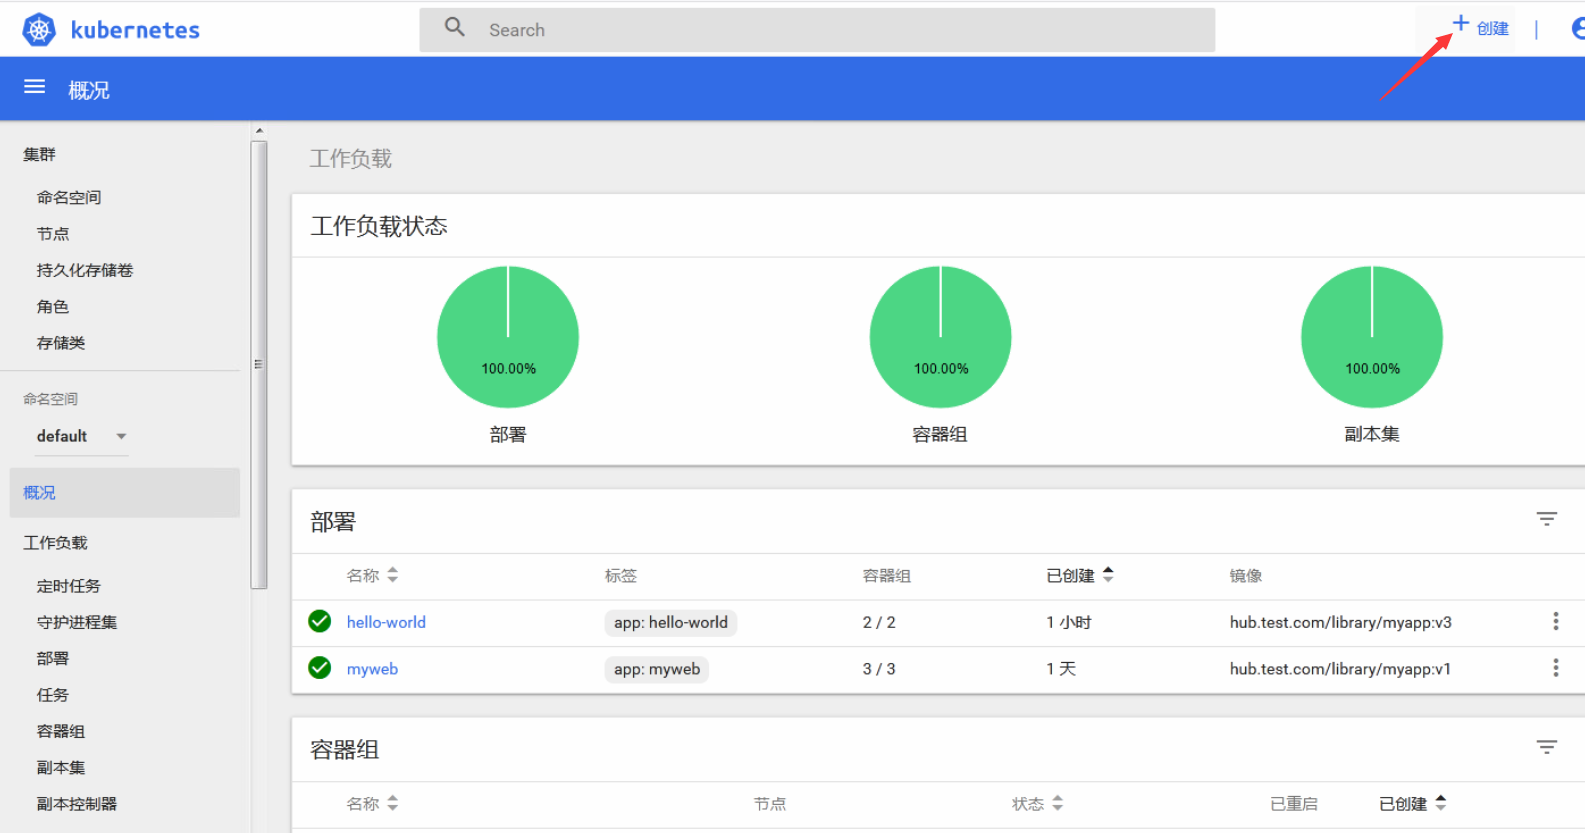 kubernetes
Search
创建
概况
集群
命名空间
节点
持久化存储卷
角色
存储类
命名空间
default
概况
工作负载
定时任务
守护进程集
部署
任务
容器组
副本集
副本控制器
工作负载
工作负载状态
100.00%
部署
100.00%
容器组
100.00%
副本集
部署
名称 标签 容器组 已创建 镜像
hello-world app: hello-world 2 / 2 1 小时 hub.test.com/library/myapp:v3
myweb app: myweb 3 / 3 1 天 hub.test.com/library/myapp:v1
容器组
名称 节点 状态 已重启 已创建